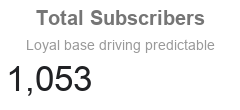 Total Subscribers
Loyal base driving predictable
1,053